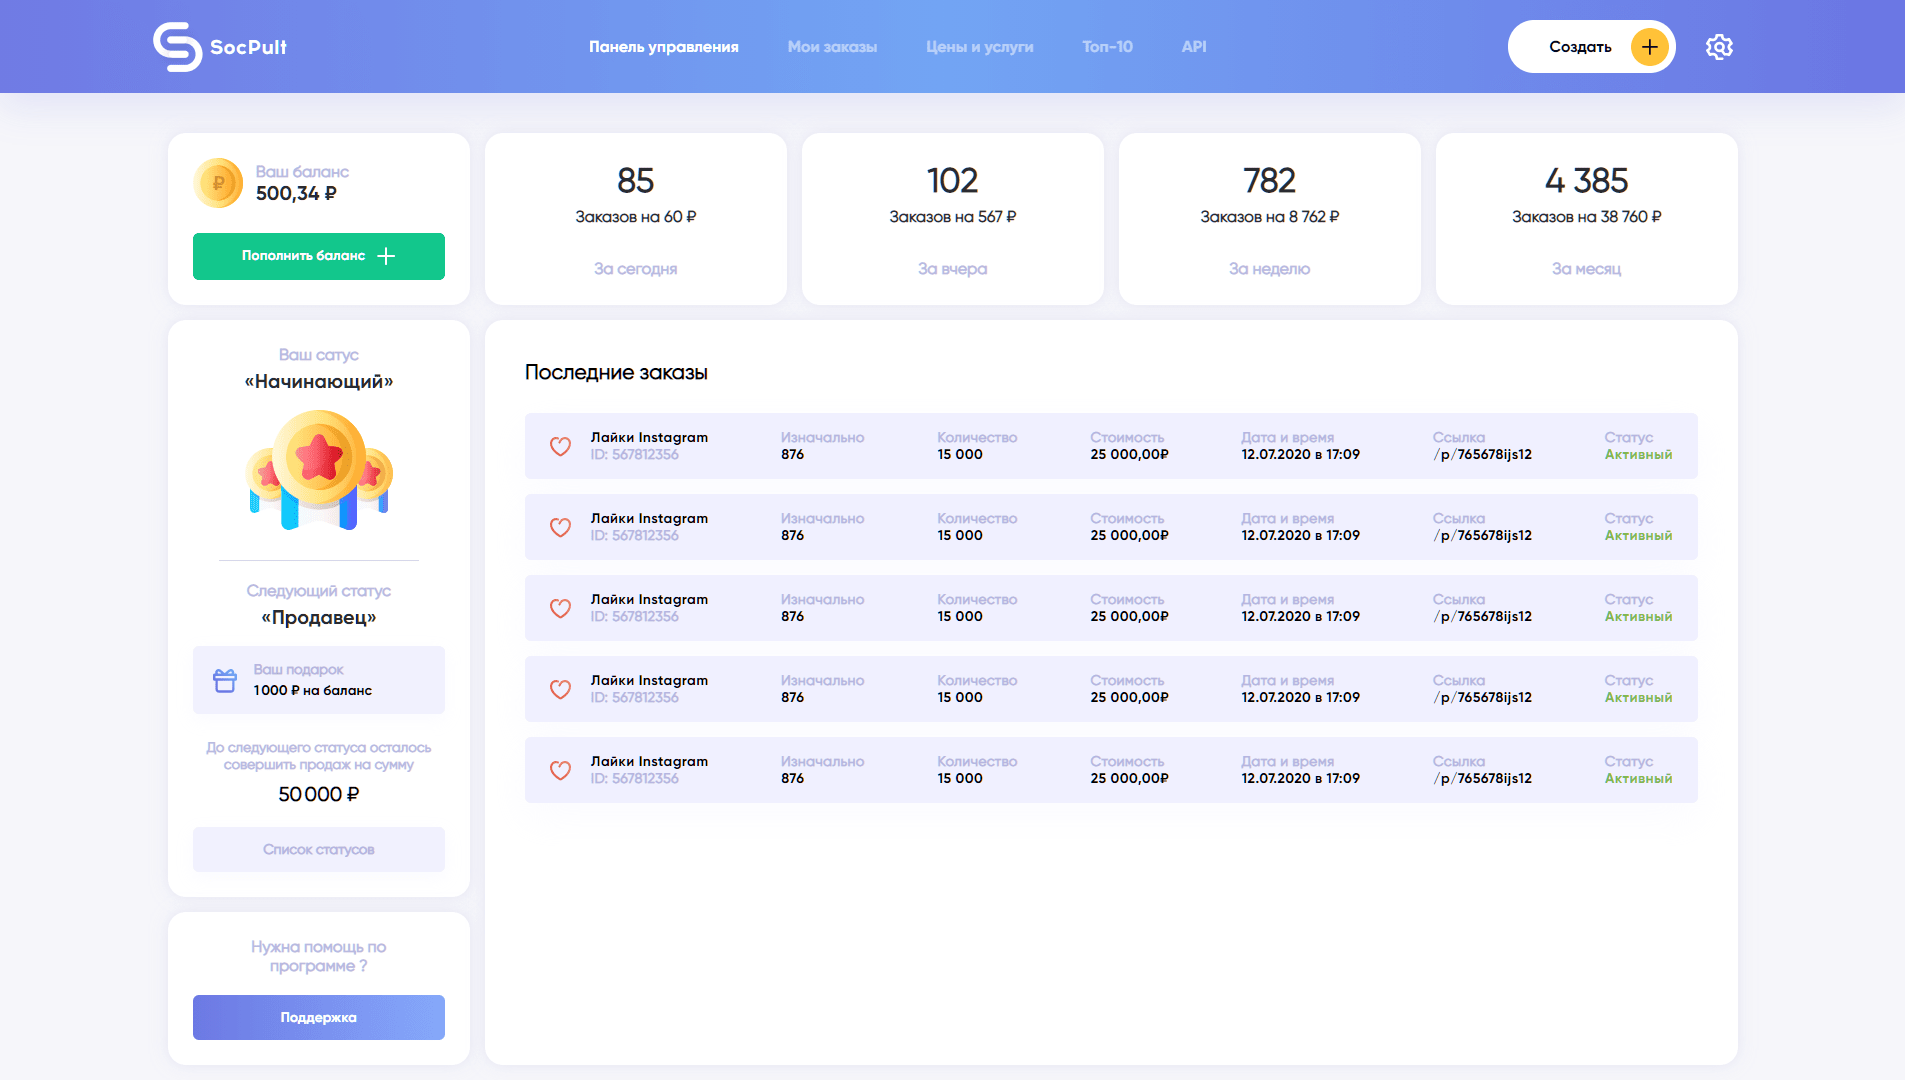 SocPult
Панель управления
Мои заказы
Цены и услуги
Топ-10
API
Создать
Ваш баланс
500,34 ₽
Пополнить баланс
85
Заказов на 60 ₽
За сегодня
102
Заказов на 567 ₽
За вчера
782
Заказов на 8 762 ₽
За неделю
4 385
Заказов на 38 760 ₽
За месяц
Ваш сатус
«Начинающий»
Следующий статус
«Продавец»
Ваш подарок
1 000 ₽ на баланс
До следующего статуса осталось
совершить продаж на сумму
50 000 ₽
Список статусов
Нужна помощь по
программе ?
Поддержка
Последние заказы
Лайки Instagram Изначально Количество Стоимость Дата и время Ссылка Статус
ID: 567812356 876 15 000 25 000,00₽ 12.07.2020 в 17:09 /p/765678ijs12 Активный
Лайки Instagram Изначально Количество Стоимость Дата и время Ссылка Статус
ID: 567812356 876 15 000 25 000,00₽ 12.07.2020 в 17:09 /p/765678ijs12 Активный
Лайки Instagram Изначально Количество Стоимость Дата и время Ссылка Статус
ID: 567812356 876 15 000 25 000,00₽ 12.07.2020 в 17:09 /p/765678ijs12 Активный
Лайки Instagram Изначально Количество Стоимость Дата и время Ссылка Статус
ID: 567812356 876 15 000 25 000,00₽ 12.07.2020 в 17:09 /p/765678ijs12 Активный
Лайки Instagram Изначально Количество Стоимость Дата и время Ссылка Статус
ID: 567812356 876 15 000 25 000,00₽ 12.07.2020 в 17:09 /p/765678ijs12 Активный